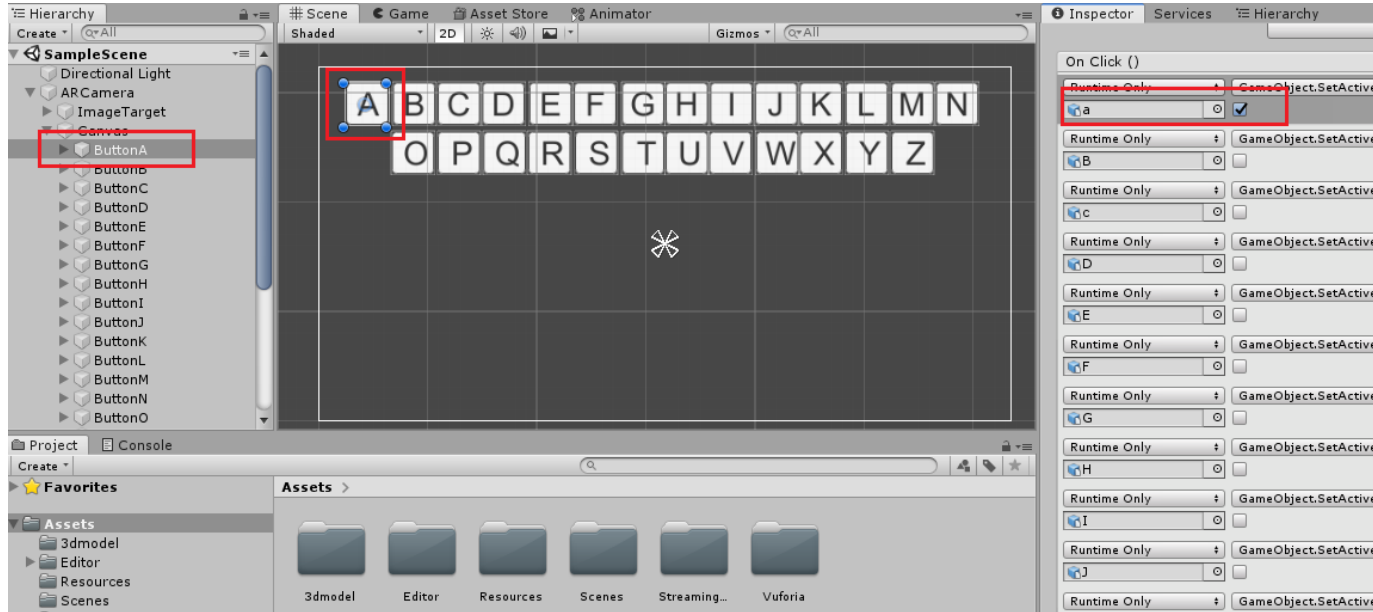 Hierarchy
Create
All
SampleScene
Directional Light
ARCamera
ImageTarget
Canvas
ButtonA
ButtonB
ButtonC
ButtonD
ButtonE
ButtonF
ButtonG
ButtonH
ButtonI
ButtonJ
ButtonK
ButtonL
ButtonM
ButtonN
ButtonO
Scene Game Asset Store Animator
Shaded 2D Gizmos All
A B C D E F G H I J K L M N
O P Q R S T U V W X Y Z
Inspector Services Hierarchy
On Click ()
Runtime Only GameObject.SetActive
a
Runtime Only GameObject.SetActive
B
Runtime Only GameObject.SetActive
c
Runtime Only GameObject.SetActive
D
Runtime Only GameObject.SetActive
E
Runtime Only GameObject.SetActive
F
Runtime Only GameObject.SetActive
G
Runtime Only GameObject.SetActive
H
Runtime Only GameObject.SetActive
I
Runtime Only GameObject.SetActive
J
Runtime Only GameObject.SetActive
Project Console
Create
Favorites
Assets
3dmodel
Editor
Resources
Scenes
Assets >
3dmodel Editor Resources Scenes Streaming... Vuforia